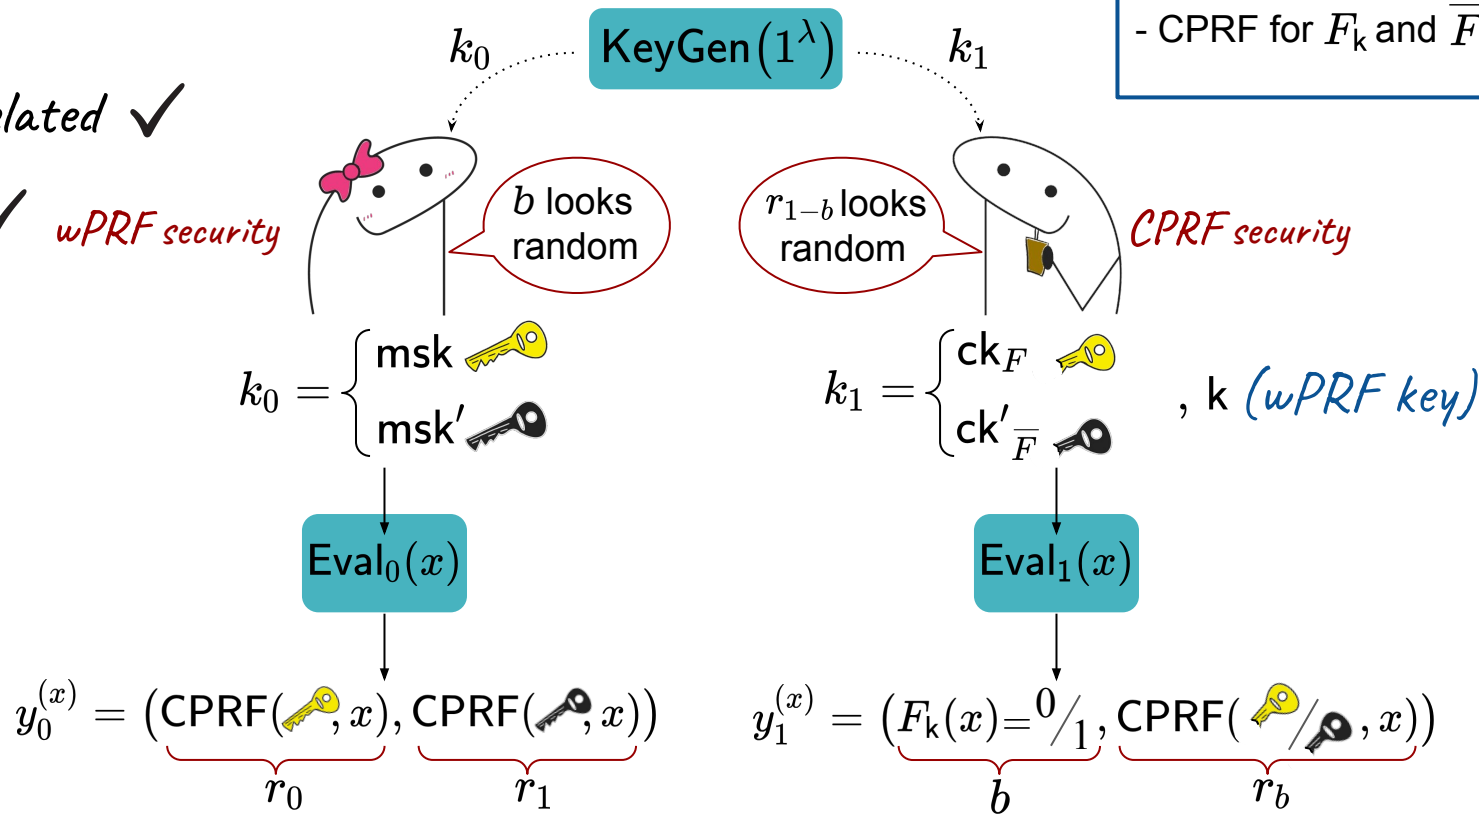 KeyGen(1^λ)
k_0
k_1
- CPRF for F_k and F̅
elated ✓
✓
wPRF security
b looks
random
r_{1−b} looks
random
CPRF security
k_0 = { msk
msk′
k_1 = { ck_F
ck′_F̅
, k (wPRF key)
Eval_0(x)
Eval_1(x)
y_0^{(x)} = (CPRF( , x), CPRF( , x))
y_1^{(x)} = (F_k(x)=0/1, CPRF( / , x))
r_0
r_1
b
r_b